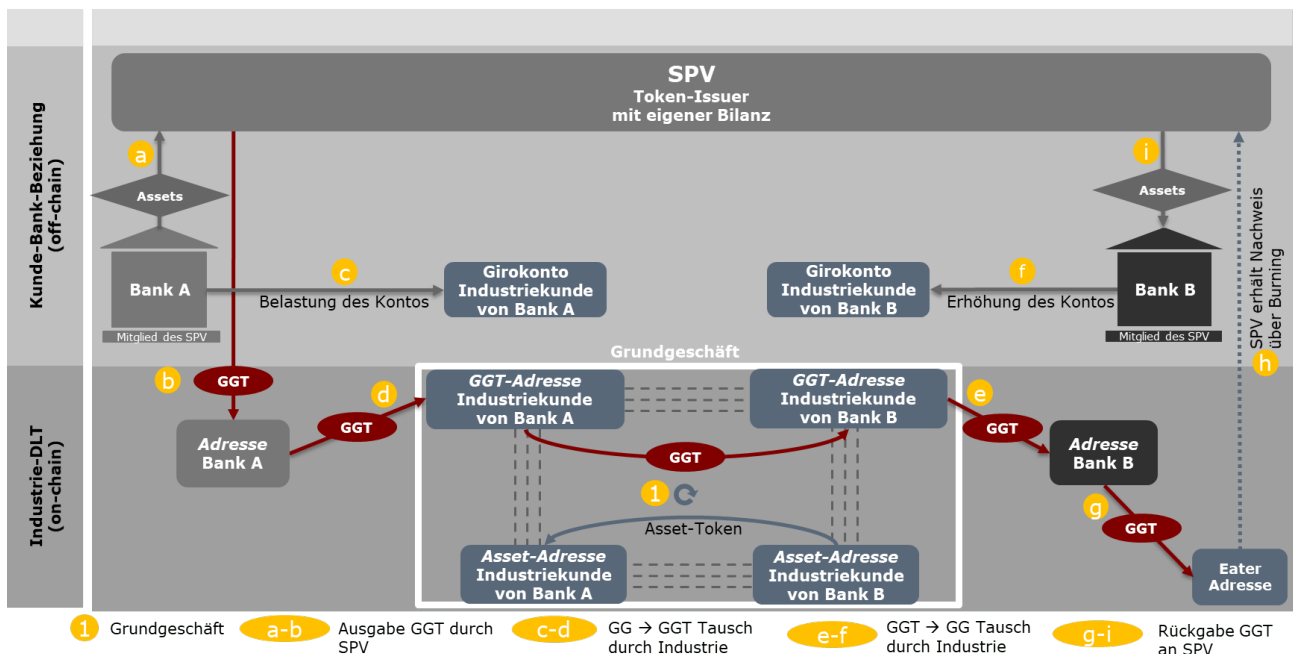 SPV
Token-Issuer
mit eigener Bilanz
Kunde-Bank-Beziehung
(off-chain)
a
Assets
i
Assets
Bank A
Mitglied des SPV
c
Belastung des Kontos
Girokonto
Industriekunde
von Bank A
Girokonto
Industriekunde
von Bank B
f
Erhöhung des Kontos
Bank B
Mitglied des SPV
SPV erhält Nachweis
über Burning
h
Industrie-DLT
(on-chain)
Grundgeschäft
b
GGT
Adresse
Bank A
d
GGT
GGT-Adresse
Industriekunde
von Bank A
GGT-Adresse
Industriekunde
von Bank B
GGT
1
Asset-Token
Asset-Adresse
Industriekunde
von Bank A
Asset-Adresse
Industriekunde
von Bank B
e
GGT
Adresse
Bank B
g
GGT
Eater
Adresse
1
Grundgeschäft
a-b
Ausgabe GGT durch
SPV
c-d
GG → GGT Tausch
durch Industrie
e-f
GGT → GG Tausch
durch Industrie
g-i
Rückgabe GGT
an SPV